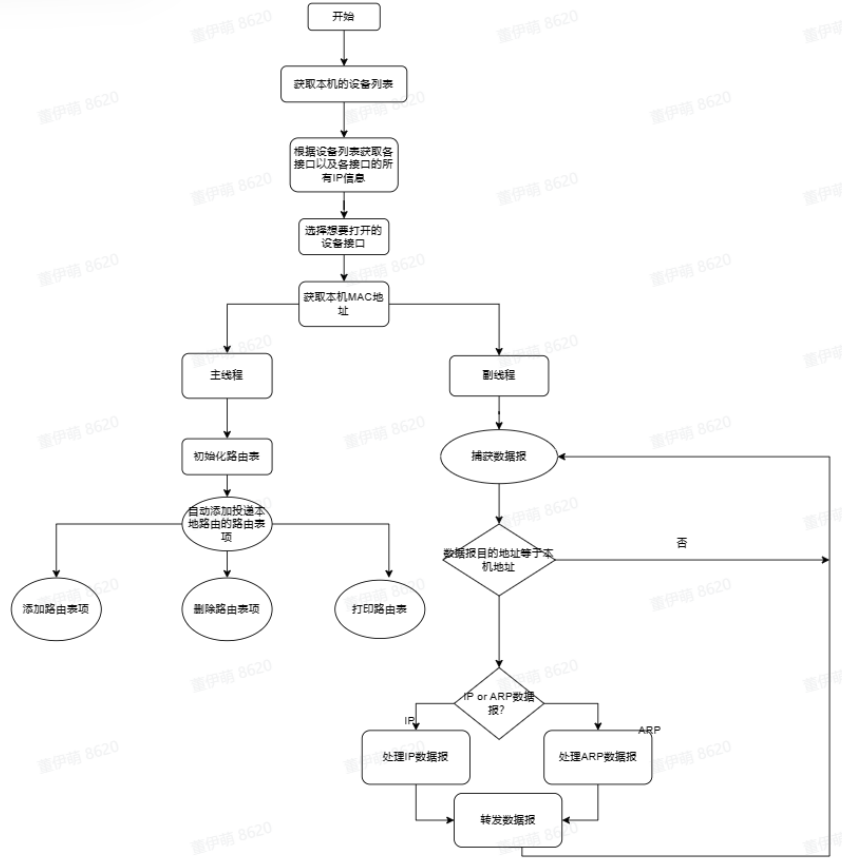 开始
获取本机的设备列表
根据设备列表获取各
接口以及各接口的所
有IP信息
选择想要打开的
设备接口
获取本机MAC地
址
主线程
副线程
初始化路由表
捕获数据报
自动添加投递本
地路由的路由表
项
数据报目的地址等于本
机地址
否
添加路由表项
删除路由表项
打印路由表
IP or ARP数据
报?
IP
ARP
处理IP数据报
处理ARP数据报
转发数据报
董伊萌 8620